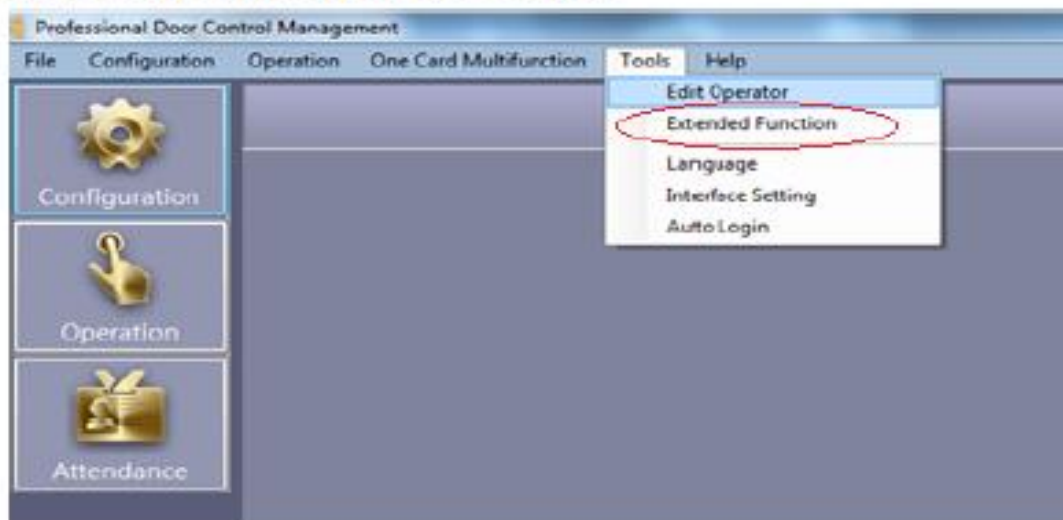 Professional Door Control Management
File Configuration Operation One Card Multifunction Tools Help
Edit Operator
Extended Function
Language
Interface Setting
Auto Login
Configuration
Operation
Attendance